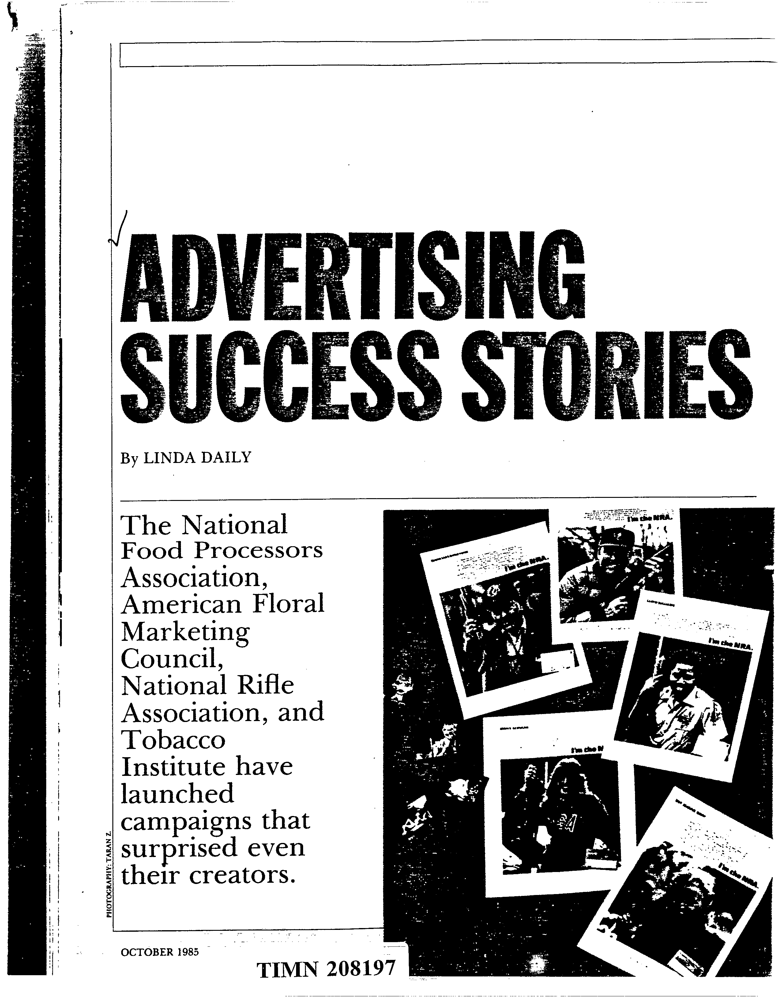 ADVERTISING
SUCCESS STORIES
By LINDA DAILY
The National
Food Processors
Association,
American Floral
Marketing
Council,
National Rifle
Association, and
Tobacco
Institute have
launched
campaigns that
surprised even
their creators.
PHOTOGRAPHY: TARAN Z.
I'm the NRA.
I'm the NRA.
I'm the NRA.
I'm the N
I'm the NRA.
OCTOBER 1985
TIMN 208197